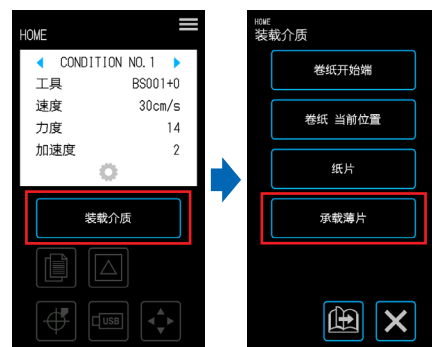 HOME
CONDITION NO.1
工具 BS001+0
速度 30cm/s
力度 14
加速度 2
装载介质
USB
HOME
装载介质
卷纸开始端
卷纸 当前位置
纸片
承载薄片